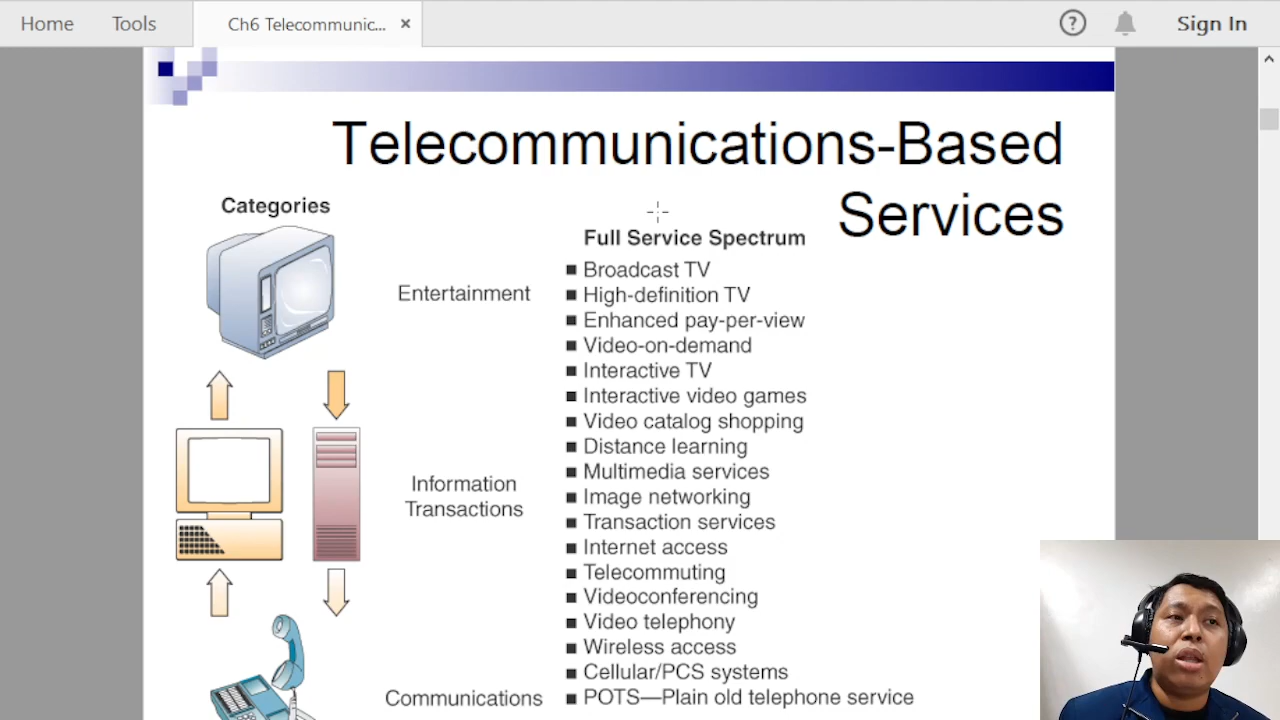 Home
Tools
Ch6 Telecommunic...
Sign In
Telecommunications-Based
Services
Categories
Full Service Spectrum
Entertainment
Broadcast TV
High-definition TV
Enhanced pay-per-view
Video-on-demand
Interactive TV
Interactive video games
Video catalog shopping
Distance learning
Information
Transactions
Multimedia services
Image networking
Transaction services
Internet access
Telecommuting
Videoconferencing
Video telephony
Wireless access
Cellular/PCS systems
Communications
POTS—Plain old telephone service